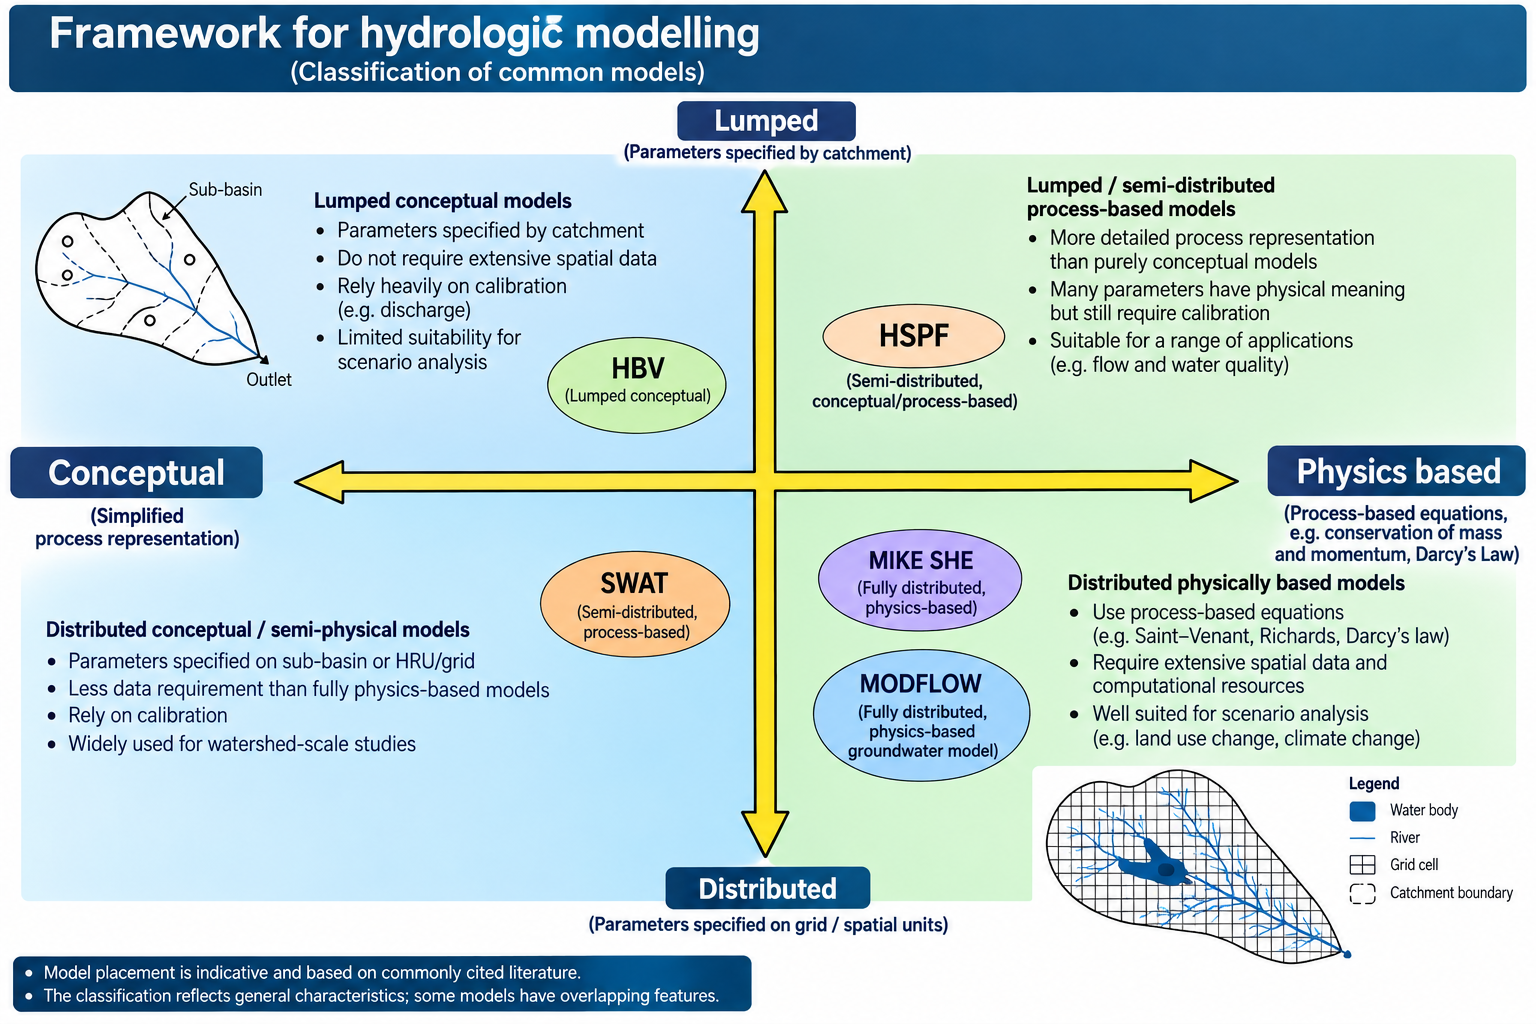 Framework for hydrologic modelling
(Classification of common models)
Lumped
(Parameters specified by catchment)
Sub-basin
Outlet
Lumped conceptual models
• Parameters specified by catchment
• Do not require extensive spatial data
• Rely heavily on calibration
(e.g. discharge)
• Limited suitability for
scenario analysis
HBV
(Lumped conceptual)
HSPF
(Semi-distributed,
conceptual/process-based)
Lumped / semi-distributed
process-based models
• More detailed process representation
than purely conceptual models
• Many parameters have physical meaning
but still require calibration
• Suitable for a range of applications
(e.g. flow and water quality)
Conceptual
(Simplified
process representation)
Physics based
(Process-based equations,
e.g. conservation of mass
and momentum, Darcy's Law)
SWAT
(Semi-distributed,
process-based)
Distributed conceptual / semi-physical models
• Parameters specified on sub-basin or HRU/grid
• Less data requirement than fully physics-based models
• Rely on calibration
• Widely used for watershed-scale studies
MIKE SHE
(Fully distributed,
physics-based)
MODFLOW
(Fully distributed,
physics-based
groundwater model)
Distributed physically based models
• Use process-based equations
(e.g. Saint–Venant, Richards, Darcy's law)
• Require extensive spatial data and
computational resources
• Well suited for scenario analysis
(e.g. land use change, climate change)
Legend
Water body
River
Grid cell
Catchment boundary
Distributed
(Parameters specified on grid / spatial units)
• Model placement is indicative and based on commonly cited literature.
• The classification reflects general characteristics; some models have overlapping features.